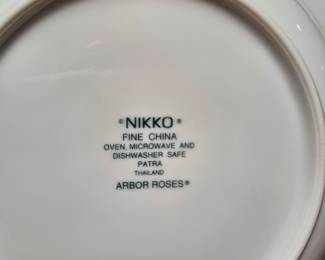 NIKKO
FINE CHINA
OVEN, MICROWAVE AND
DISHWASHER SAFE
PATRA
THAILAND
ARBOR ROSES®